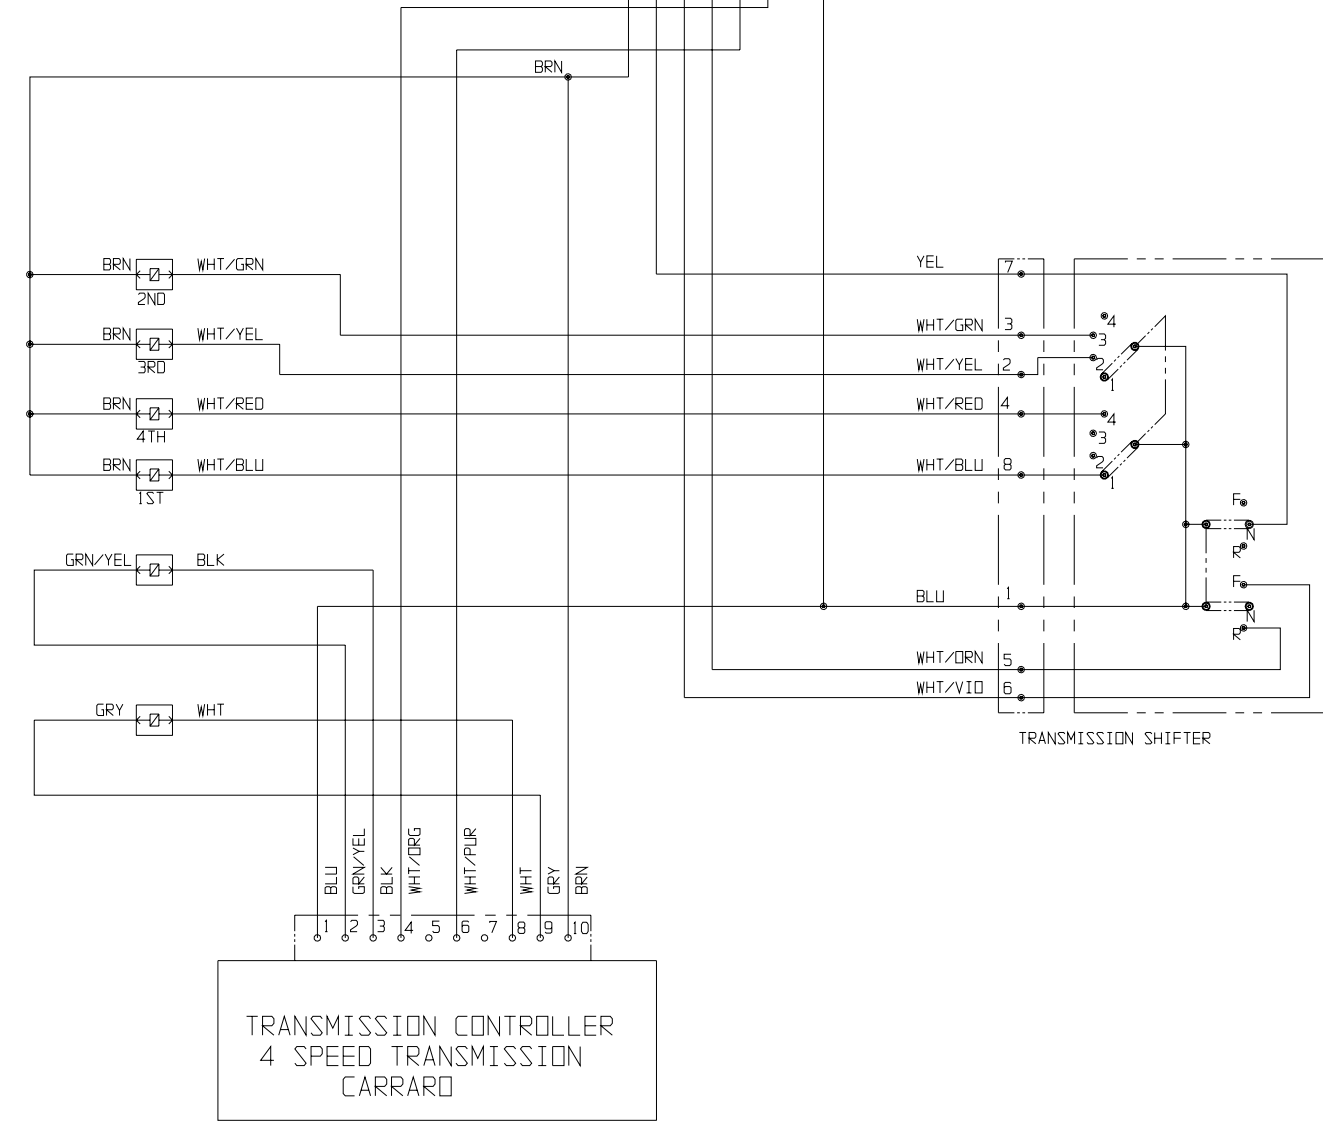 BRN
BRN WHT/GRN
2ND
BRN WHT/YEL
3RD
BRN WHT/RED
4TH
BRN WHT/BLU
1ST
GRN/YEL BLK
GRY WHT
YEL 7
WHT/GRN 3
WHT/YEL 2
WHT/RED 4
WHT/BLU 8
BLU 1
WHT/ORN 5
WHT/VIO 6
4
3
2
1
4
3
2
1
F
N
R
F
N
R
TRANSMISSION SHIFTER
BLU
GRN/YEL
BLK
WHT/ORG
WHT/PUR
WHT
GRY
BRN
1 2 3 4 5 6 7 8 9 10
TRANSMISSION CONTROLLER
4 SPEED TRANSMISSION
CARRARO